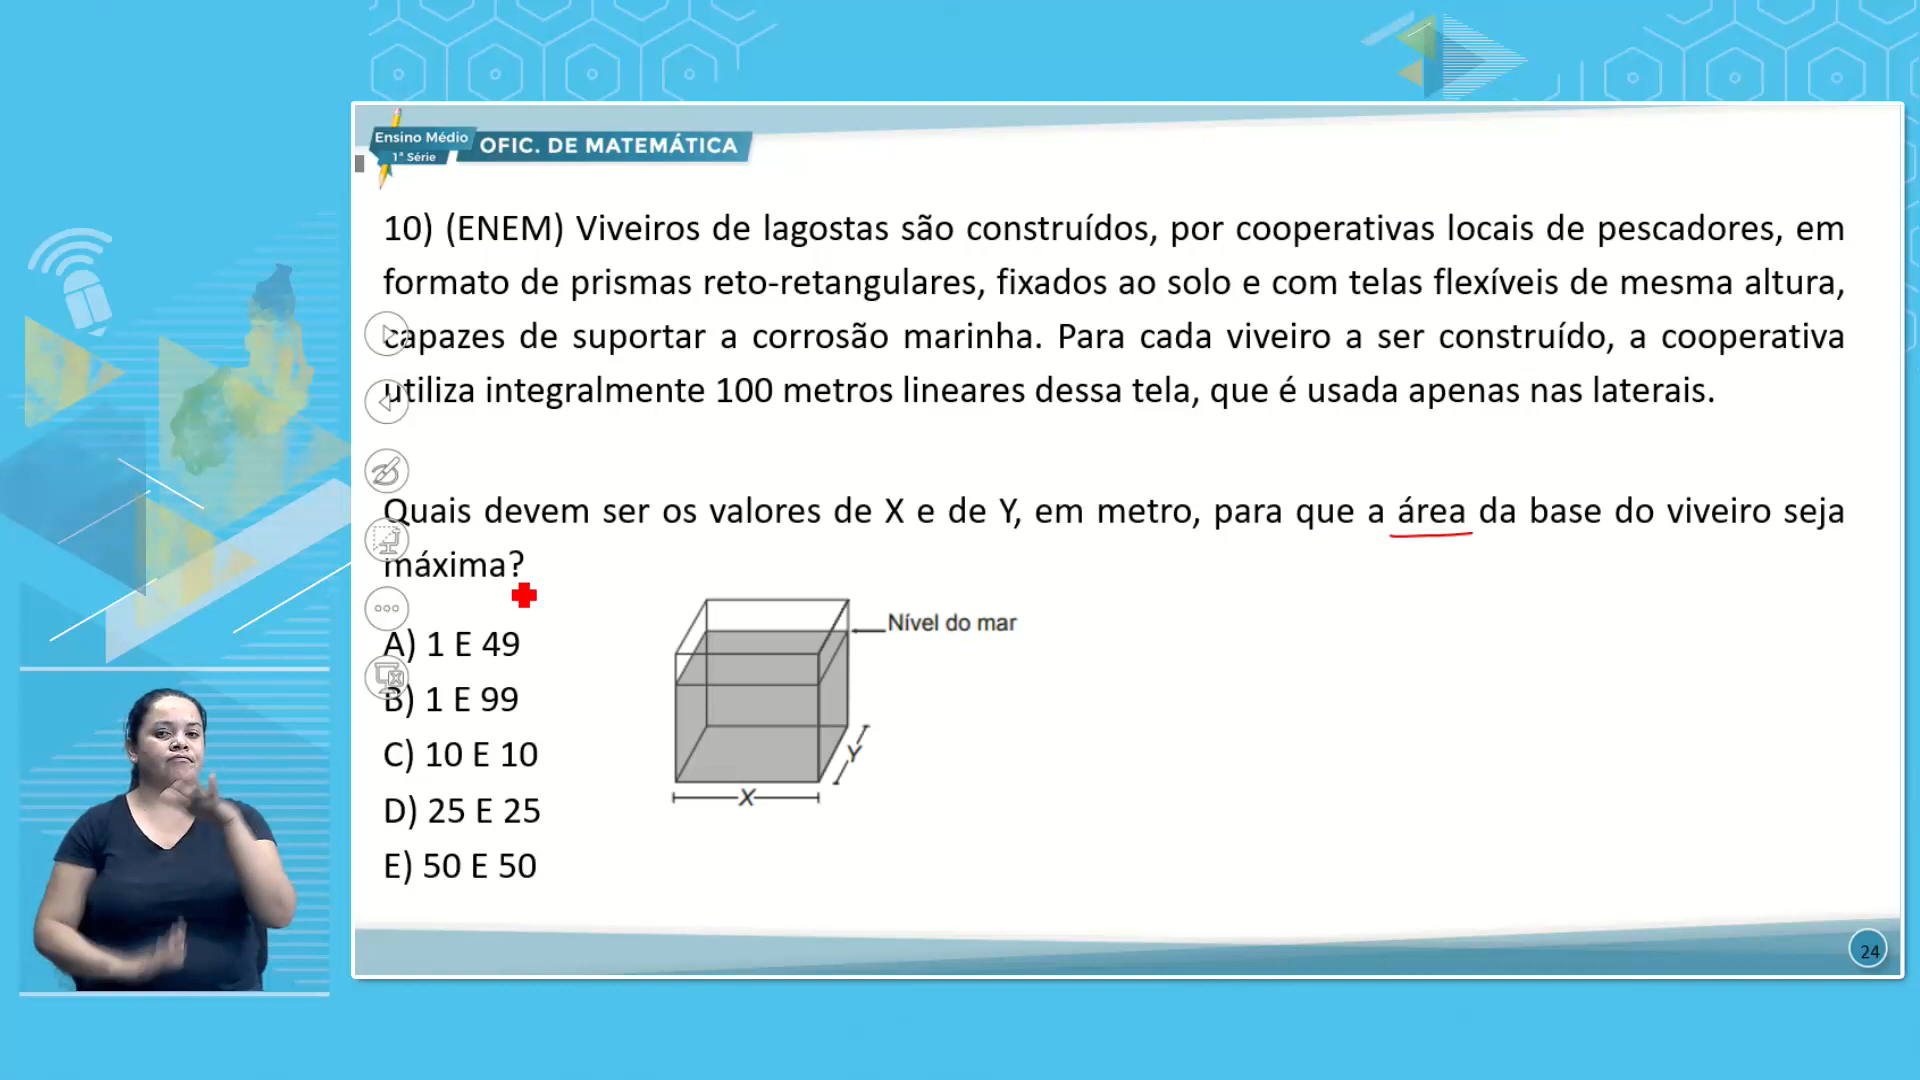 Ensino Médio
1ª Série
OFIC. DE MATEMÁTICA
10) (ENEM) Viveiros de lagostas são construídos, por cooperativas locais de pescadores, em
formato de prismas reto-retangulares, fixados ao solo e com telas flexíveis de mesma altura,
capazes de suportar a corrosão marinha. Para cada viveiro a ser construído, a cooperativa
utiliza integralmente 100 metros lineares dessa tela, que é usada apenas nas laterais.
Quais devem ser os valores de X e de Y, em metro, para que a área da base do viveiro seja
máxima?
A) 1 E 49
B) 1 E 99
C) 10 E 10
D) 25 E 25
E) 50 E 50
Nível do mar
Y
X
24